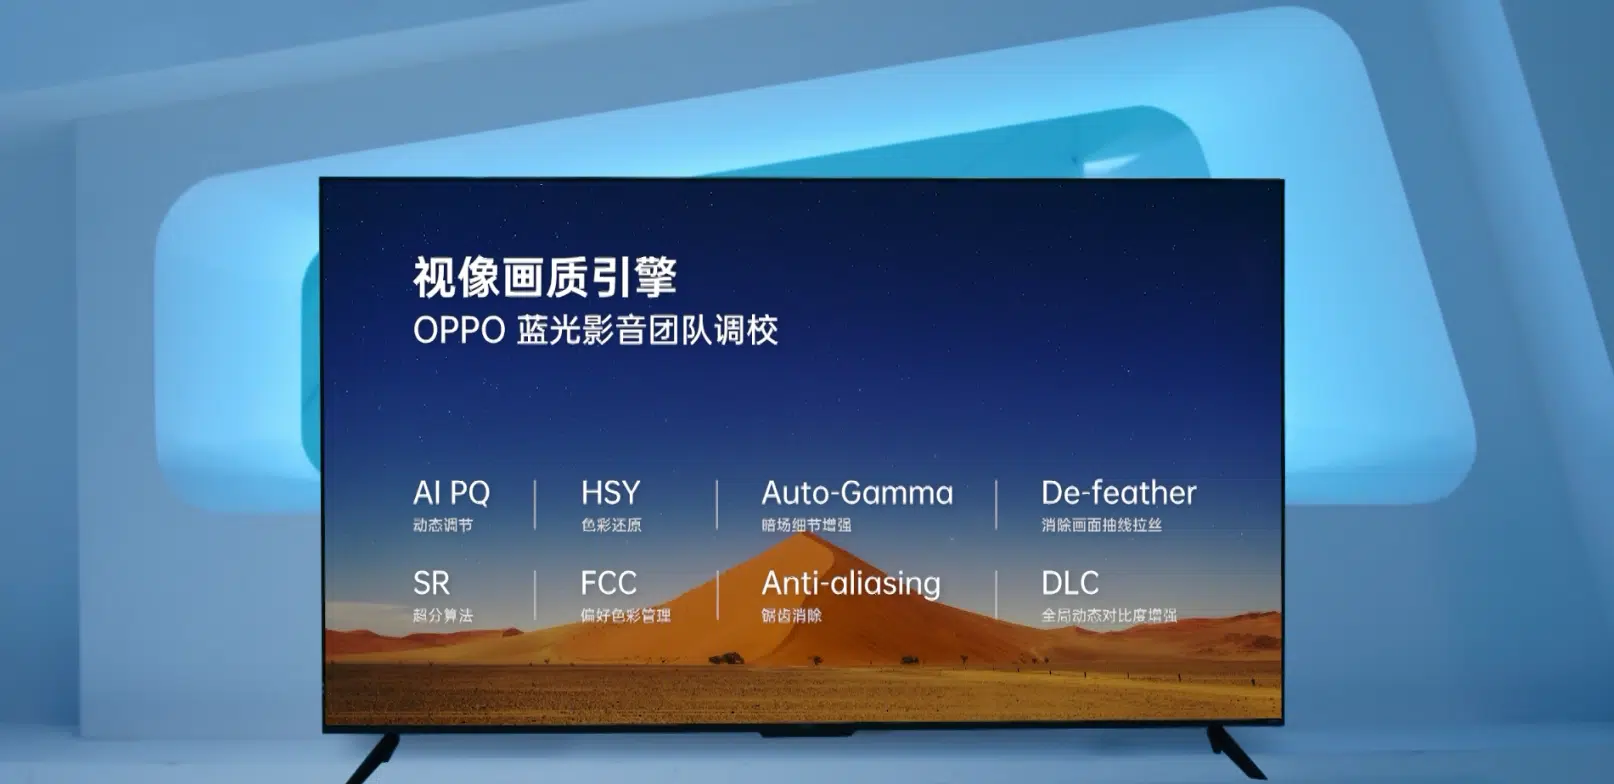 视像画质引擎
OPPO 蓝光影音团队调校
AI PQ
动态调节
HSY
色彩还原
Auto-Gamma
暗场细节增强
De-feather
消除画面抽线拉丝
SR
超分算法
FCC
偏好色彩管理
Anti-aliasing
锯齿消除
DLC
全局动态对比度增强